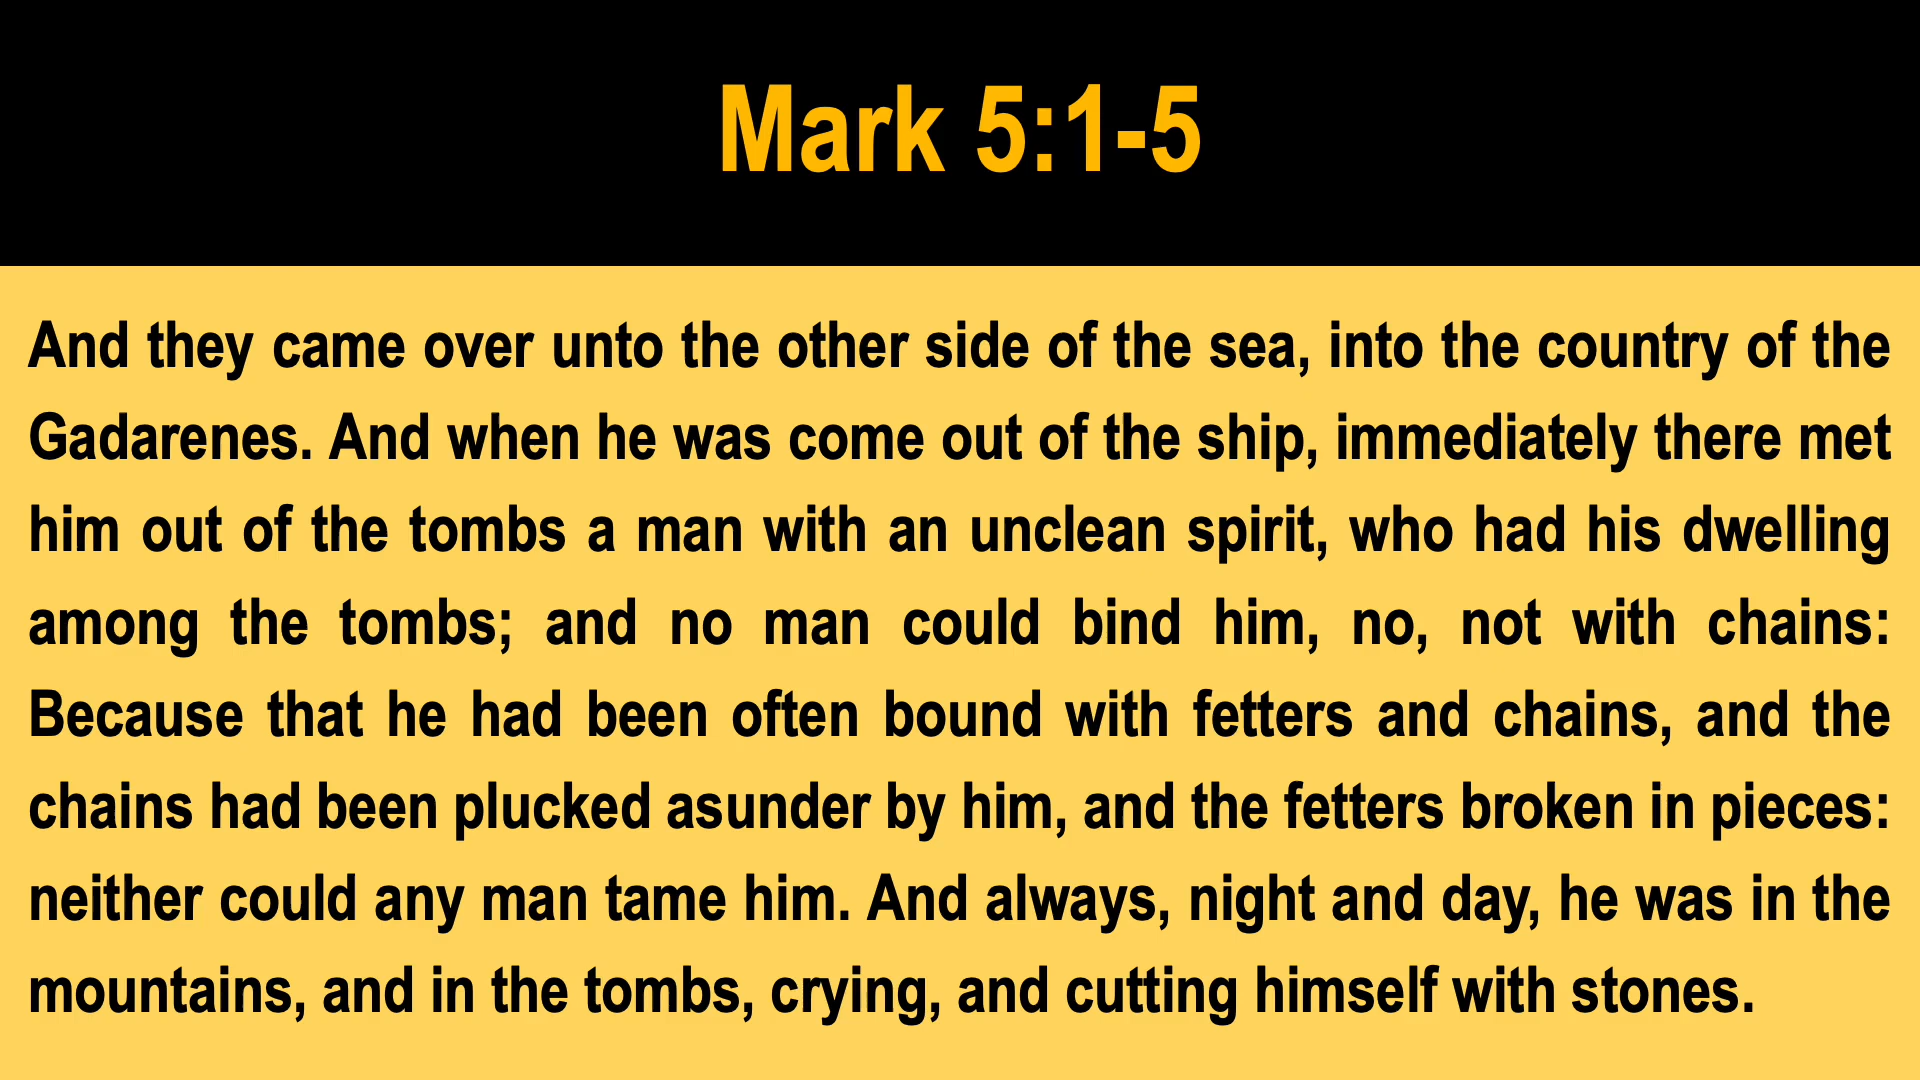 Mark 5:1-5
And they came over unto the other side of the sea, into the country of the
Gadarenes. And when he was come out of the ship, immediately there met
him out of the tombs a man with an unclean spirit, who had his dwelling
among the tombs; and no man could bind him, no, not with chains:
Because that he had been often bound with fetters and chains, and the
chains had been plucked asunder by him, and the fetters broken in pieces:
neither could any man tame him. And always, night and day, he was in the
mountains, and in the tombs, crying, and cutting himself with stones.